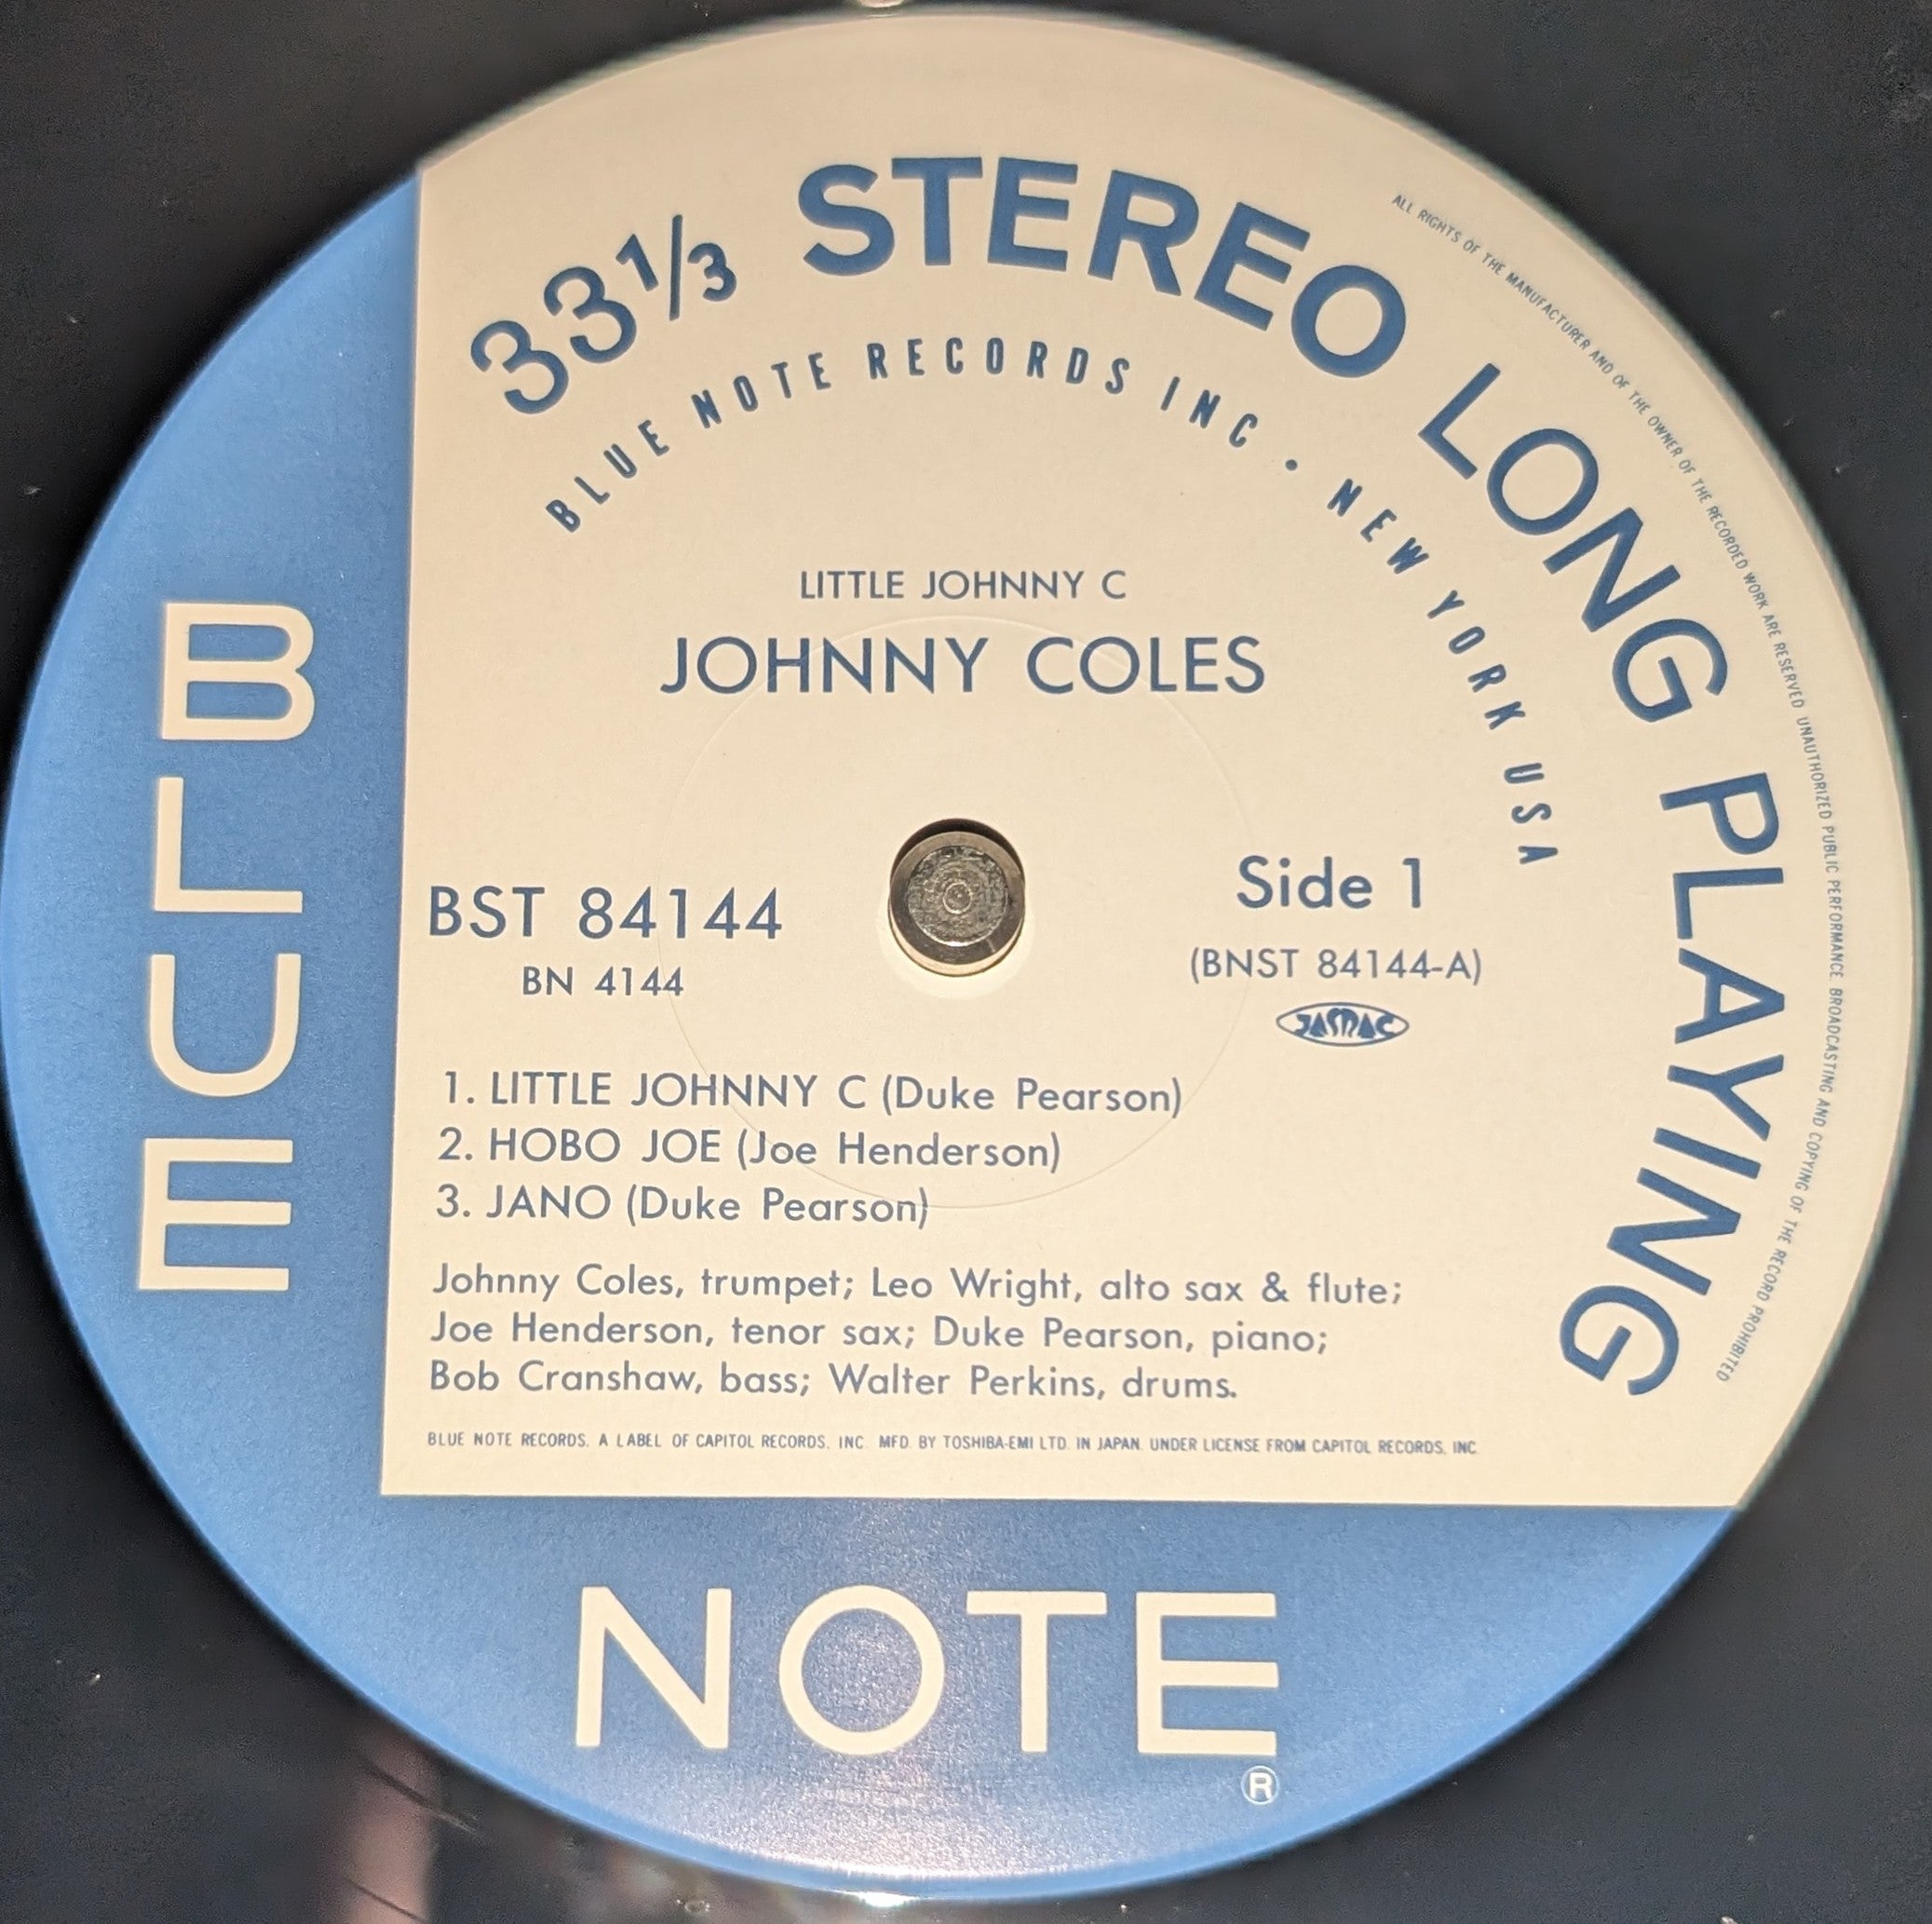 33⅓ STEREO LONG PLAYING
BLUE NOTE RECORDS INC · NEW YORK USA
ALL RIGHTS OF THE MANUFACTURER AND OF THE OWNER OF THE RECORDED WORK ARE RESERVED UNAUTHORIZED PUBLIC PERFORMANCE BROADCASTING AND COPYING OF THE RECORD PROHIBITED
LITTLE JOHNNY C
JOHNNY COLES
BST 84144
BN 4144
Side 1
(BNST 84144-A)
JASRAC
1. LITTLE JOHNNY C (Duke Pearson)
2. HOBO JOE (Joe Henderson)
3. JANO (Duke Pearson)
Johnny Coles, trumpet; Leo Wright, alto sax & flute;
Joe Henderson, tenor sax; Duke Pearson, piano;
Bob Cranshaw, bass; Walter Perkins, drums.
BLUE NOTE RECORDS. A LABEL OF CAPITOL RECORDS, INC. MFD. BY TOSHIBA-EMI LTD. IN JAPAN. UNDER LICENSE FROM CAPITOL RECORDS, INC.
BLUE
NOTE
®